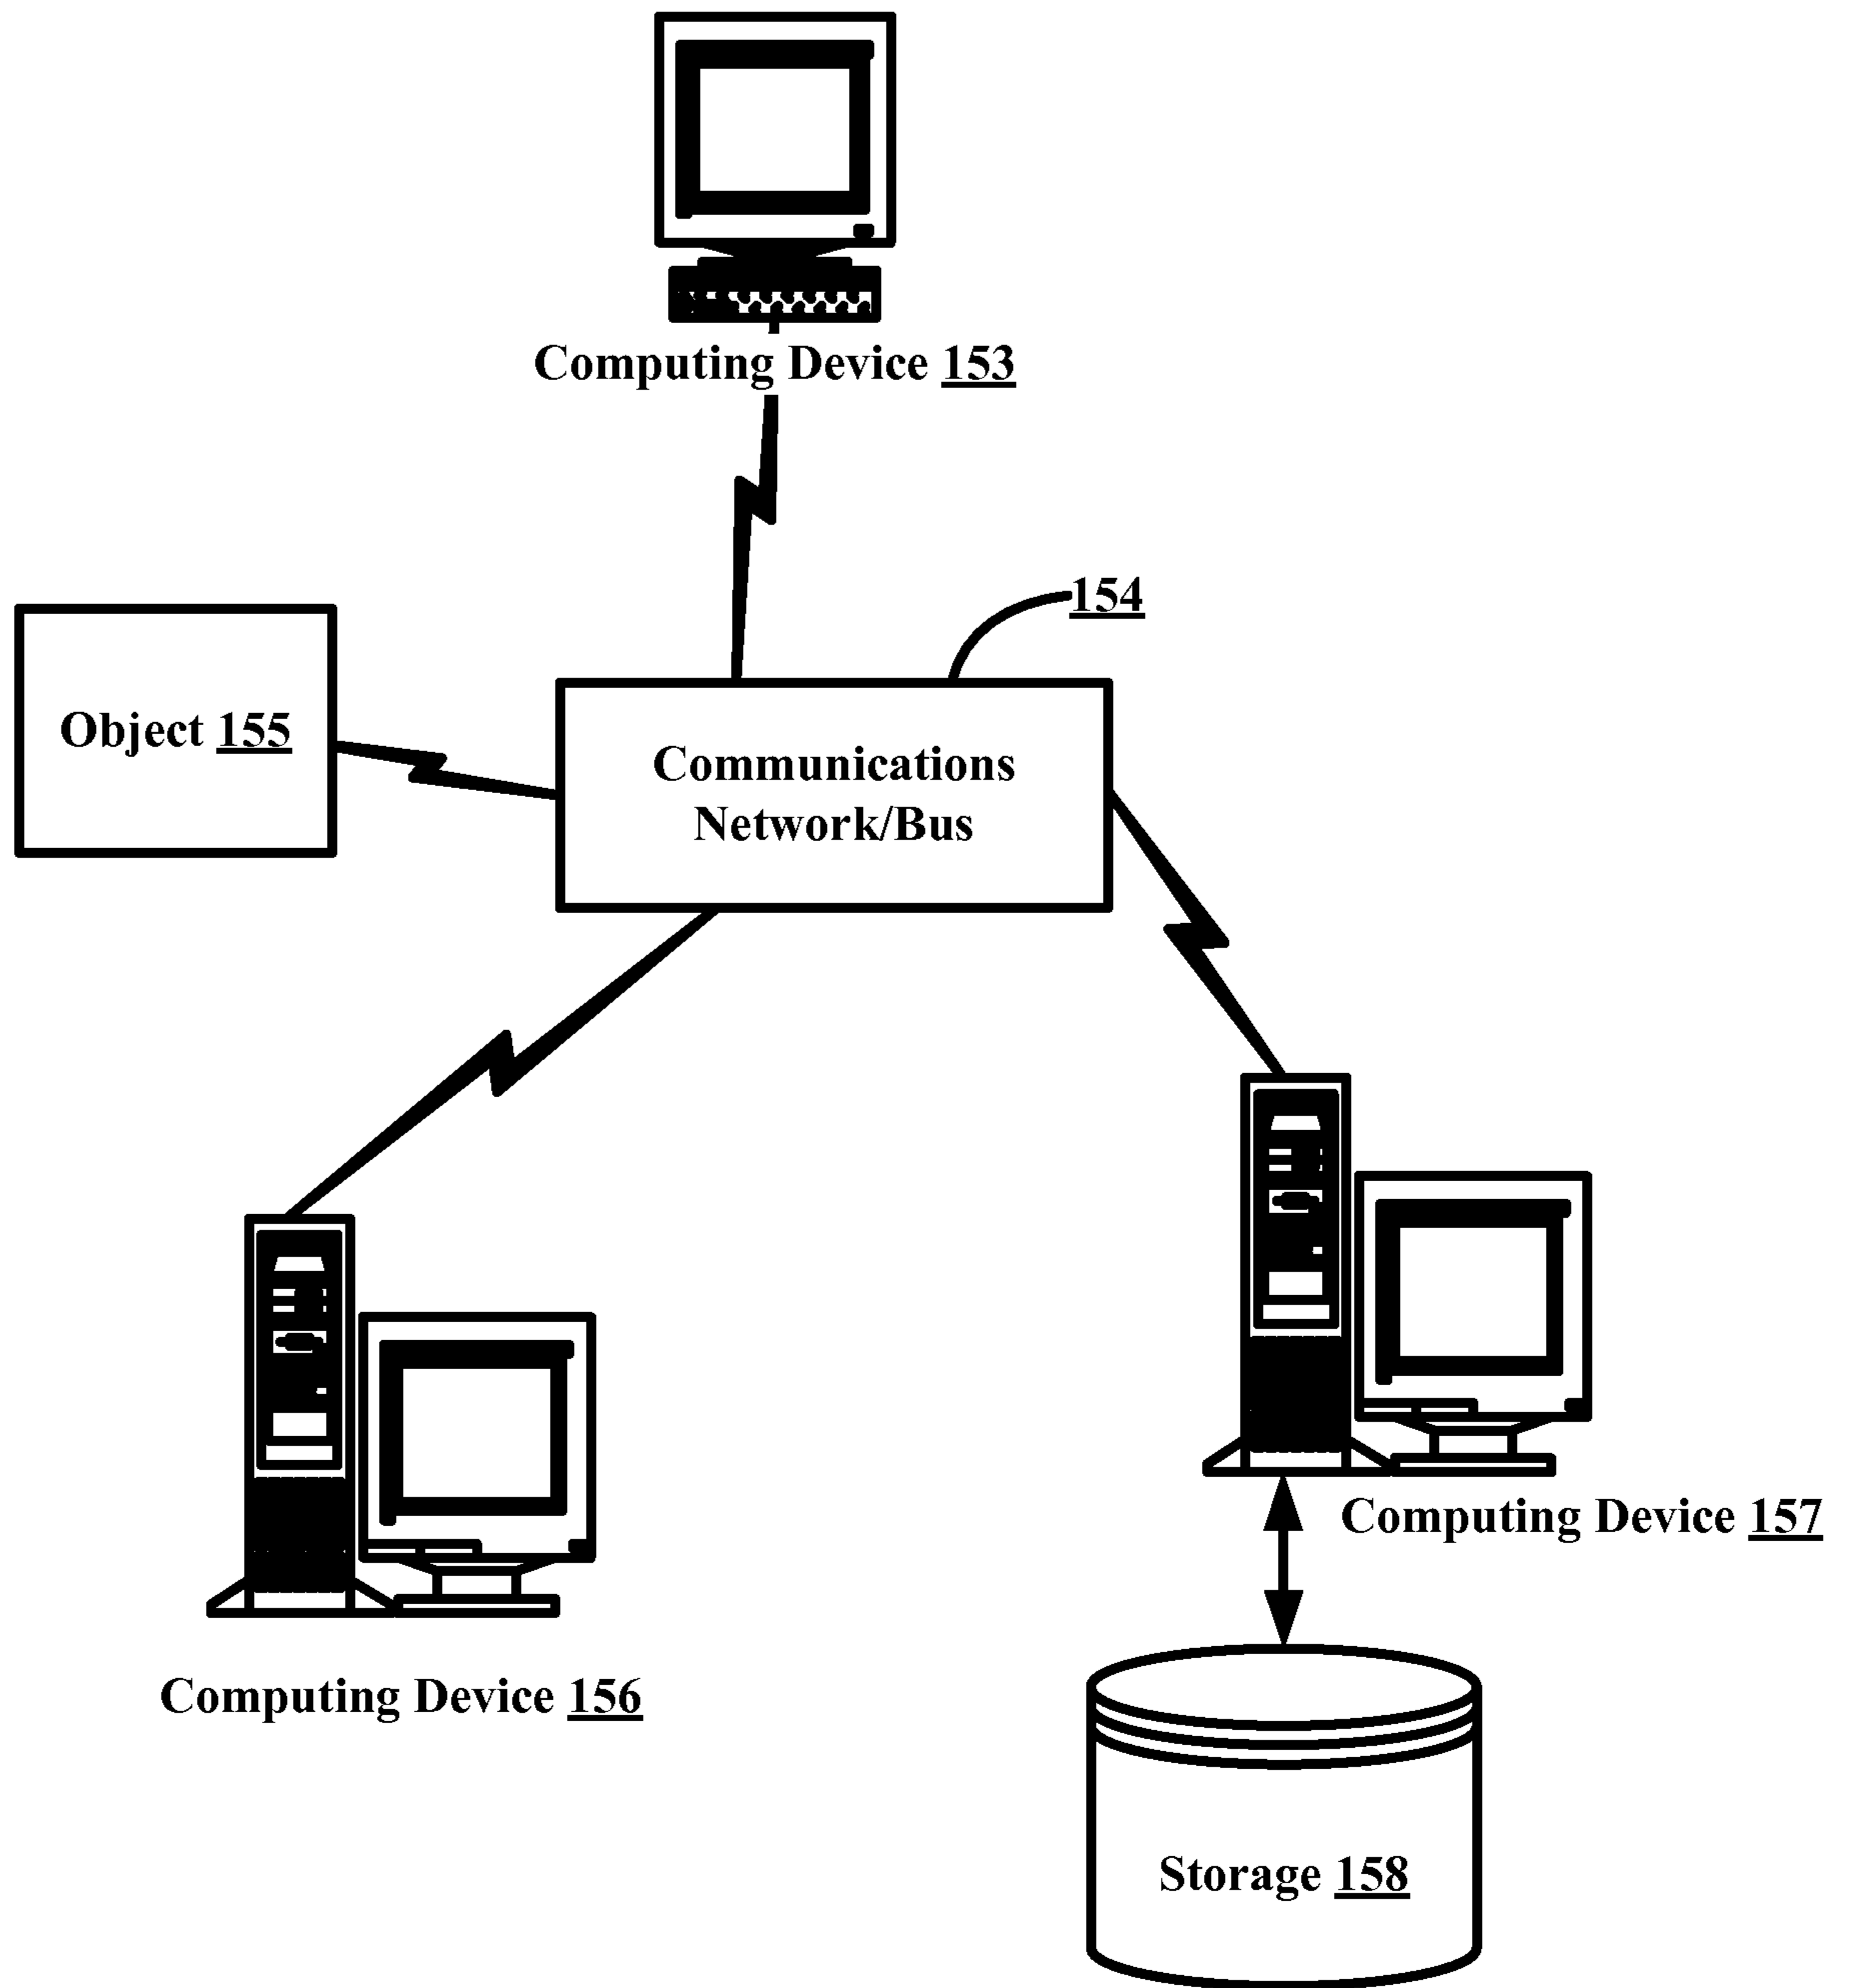 Computing Device 153
154
Object 155
Communications
Network/Bus
Computing Device 157
Computing Device 156
Storage 158